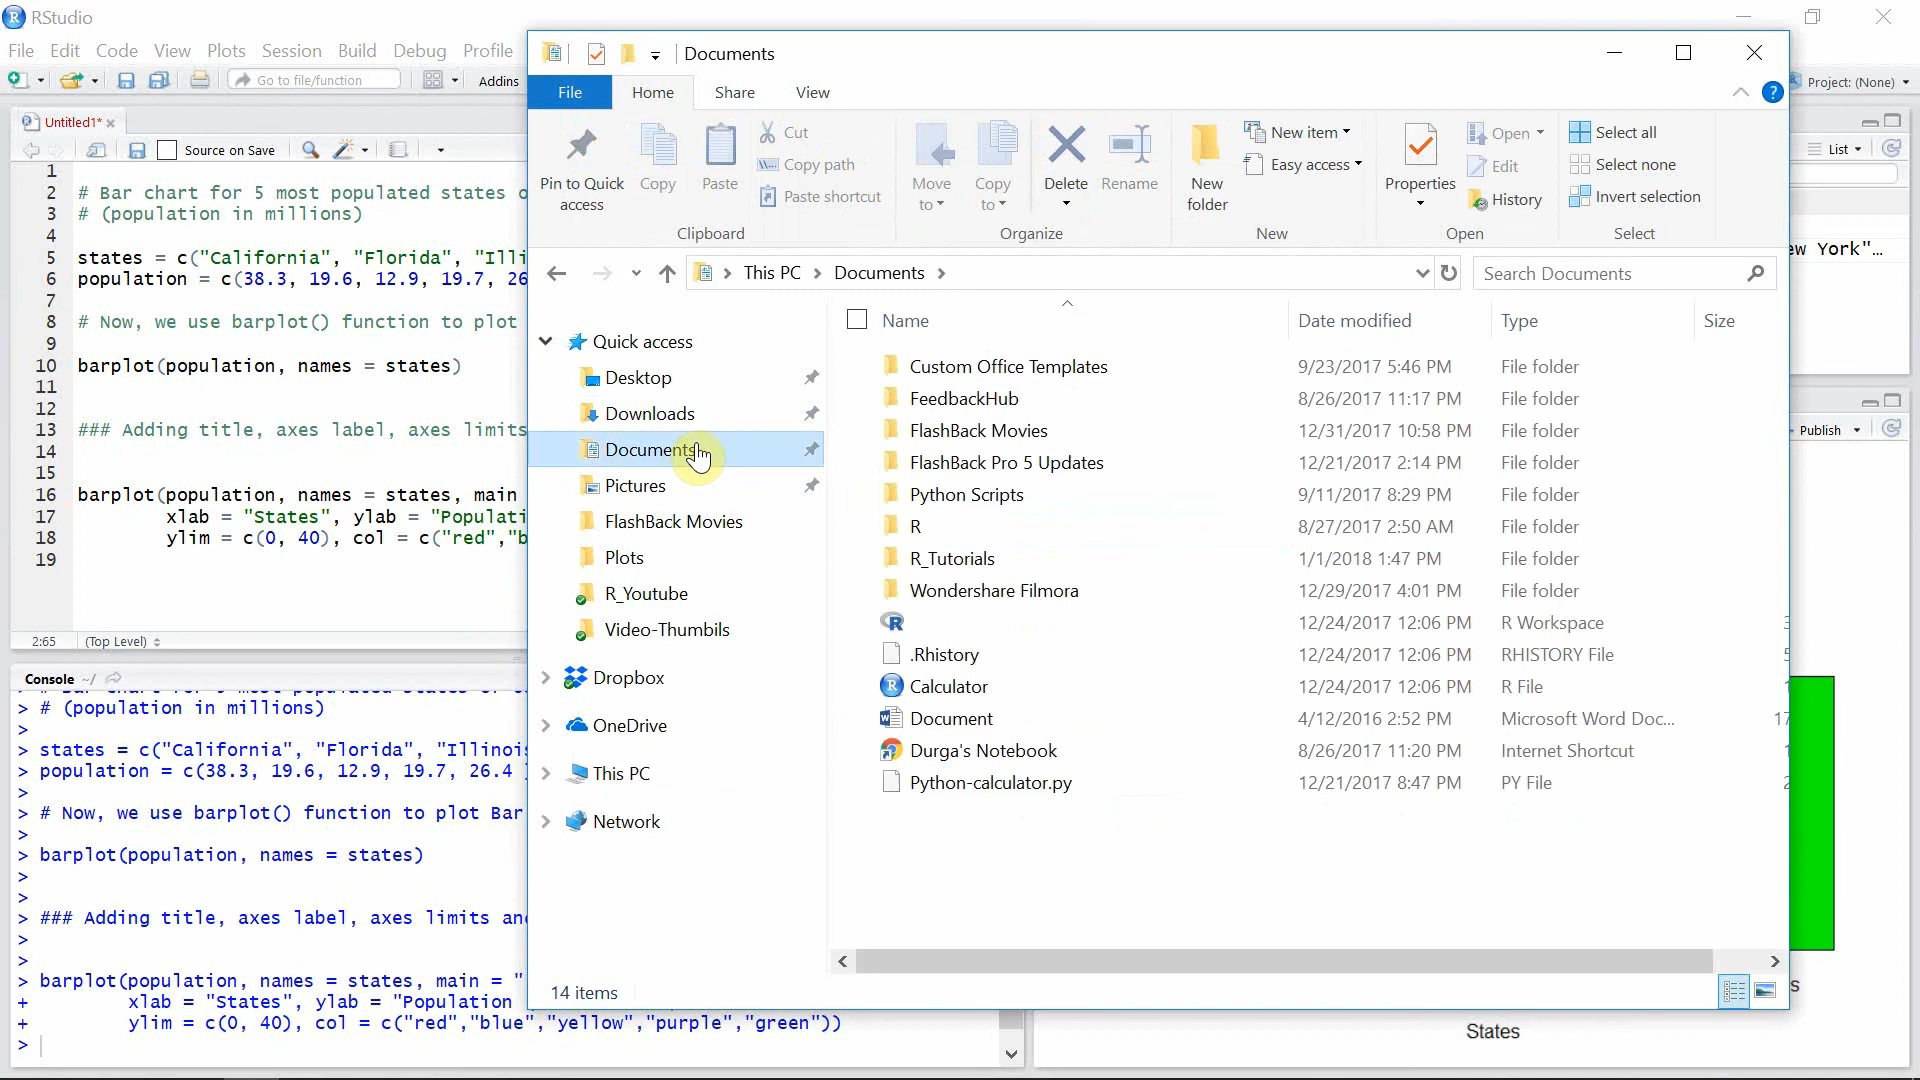 RStudio
File Edit Code View Plots Session Build Debug Profile
Go to file/function
Addins
Project: (None)
Untitled1*
Source on Save
1
2 # Bar chart for 5 most populated states o
3 # (population in millions)
4
5 states = c("California", "Florida", "Illi
6 population = c(38.3, 19.6, 12.9, 19.7, 26
7
8 # Now, we use barplot() function to plot
9
10 barplot(population, names = states)
11
12
13 ### Adding title, axes label, axes limits
14
15
16 barplot(population, names = states, main
17 xlab = "States", ylab = "Populati
18 ylim = c(0, 40), col = c("red","b
19
2:65 (Top Level)
Console ~/
> # (population in millions)
>
> states = c("California", "Florida", "Illinois
> population = c(38.3, 19.6, 12.9, 19.7, 26.4
>
> # Now, we use barplot() function to plot Bar
>
> barplot(population, names = states)
>
>
> ### Adding title, axes label, axes limits an
>
>
> barplot(population, names = states, main = "
+ xlab = "States", ylab = "Population
+ ylim = c(0, 40), col = c("red","blue","yellow","purple","green"))
>
Documents
File Home Share View
Pin to Quick access
Copy
Paste
Cut
Copy path
Paste shortcut
Clipboard
Move to
Copy to
Delete
Rename
Organize
New folder
New item
Easy access
New
Properties
Open
Edit
History
Open
Select all
Select none
Invert selection
Select
This PC > Documents >
Search Documents
Quick access
Desktop
Downloads
Documents
Pictures
FlashBack Movies
Plots
R_Youtube
Video-Thumbils
Dropbox
OneDrive
This PC
Network
Name Date modified Type Size
Custom Office Templates 9/23/2017 5:46 PM File folder
FeedbackHub 8/26/2017 11:17 PM File folder
FlashBack Movies 12/31/2017 10:58 PM File folder
FlashBack Pro 5 Updates 12/21/2017 2:14 PM File folder
Python Scripts 9/11/2017 8:29 PM File folder
R 8/27/2017 2:50 AM File folder
R_Tutorials 1/1/2018 1:47 PM File folder
Wondershare Filmora 12/29/2017 4:01 PM File folder
12/24/2017 12:06 PM R Workspace
.Rhistory 12/24/2017 12:06 PM RHISTORY File
Calculator 12/24/2017 12:06 PM R File
Document 4/12/2016 2:52 PM Microsoft Word Doc... 17
Durga's Notebook 8/26/2017 11:20 PM Internet Shortcut
Python-calculator.py 12/21/2017 8:47 PM PY File
14 items
List
ew York"...
Publish
s
States